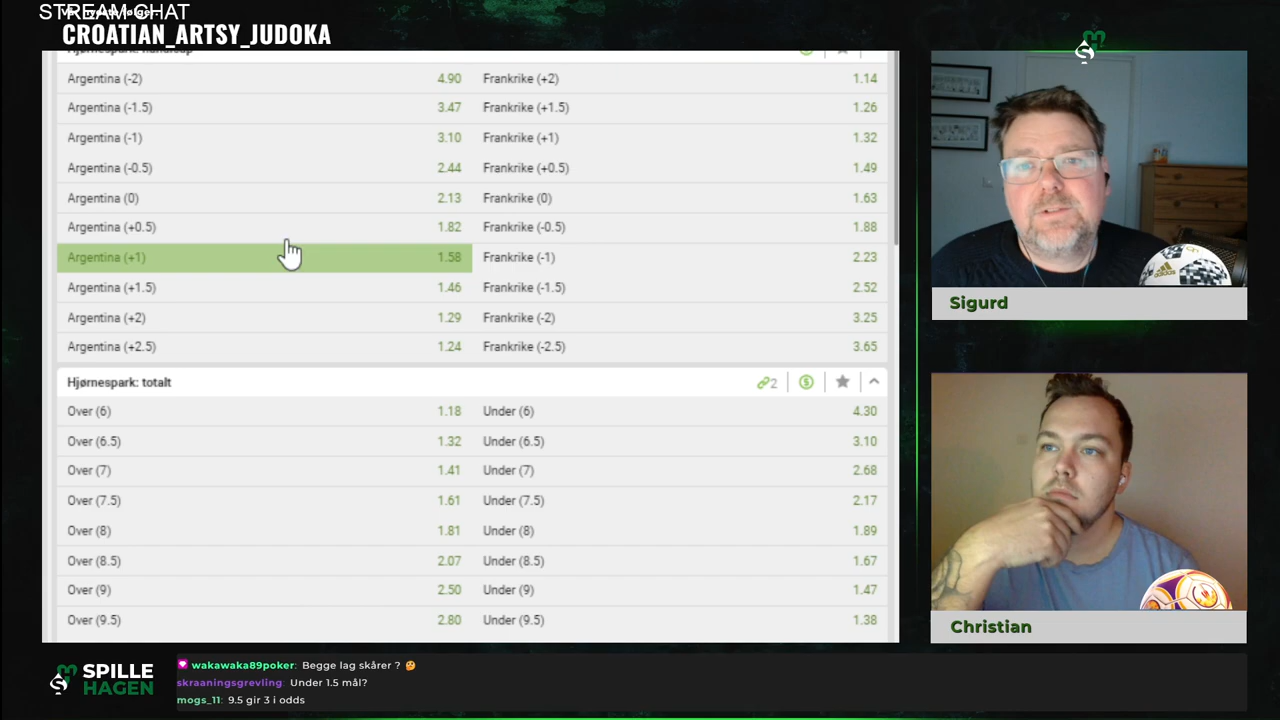 STREAM CHAT
CROATIAN_ARTSY_JUDOKA
Hjørnespark: handicap
Argentina (-2) 4.90 Frankrike (+2) 1.14
Argentina (-1.5) 3.47 Frankrike (+1.5) 1.26
Argentina (-1) 3.10 Frankrike (+1) 1.32
Argentina (-0.5) 2.44 Frankrike (+0.5) 1.49
Argentina (0) 2.13 Frankrike (0) 1.63
Argentina (+0.5) 1.82 Frankrike (-0.5) 1.88
Argentina (+1) 1.58 Frankrike (-1) 2.23
Argentina (+1.5) 1.46 Frankrike (-1.5) 2.52
Argentina (+2) 1.29 Frankrike (-2) 3.25
Argentina (+2.5) 1.24 Frankrike (-2.5) 3.65
Hjørnespark: totalt 2
Over (6) 1.18 Under (6) 4.30
Over (6.5) 1.32 Under (6.5) 3.10
Over (7) 1.41 Under (7) 2.68
Over (7.5) 1.61 Under (7.5) 2.17
Over (8) 1.81 Under (8) 1.89
Over (8.5) 2.07 Under (8.5) 1.67
Over (9) 2.50 Under (9) 1.47
Over (9.5) 2.80 Under (9.5) 1.38
adidas
Sigurd
Christian
SPILLE
HAGEN
wakawaka89poker: Begge lag skårer ? 🤔
skraaningsgrevling: Under 1.5 mål?
mogs_11: 9.5 gir 3 i odds